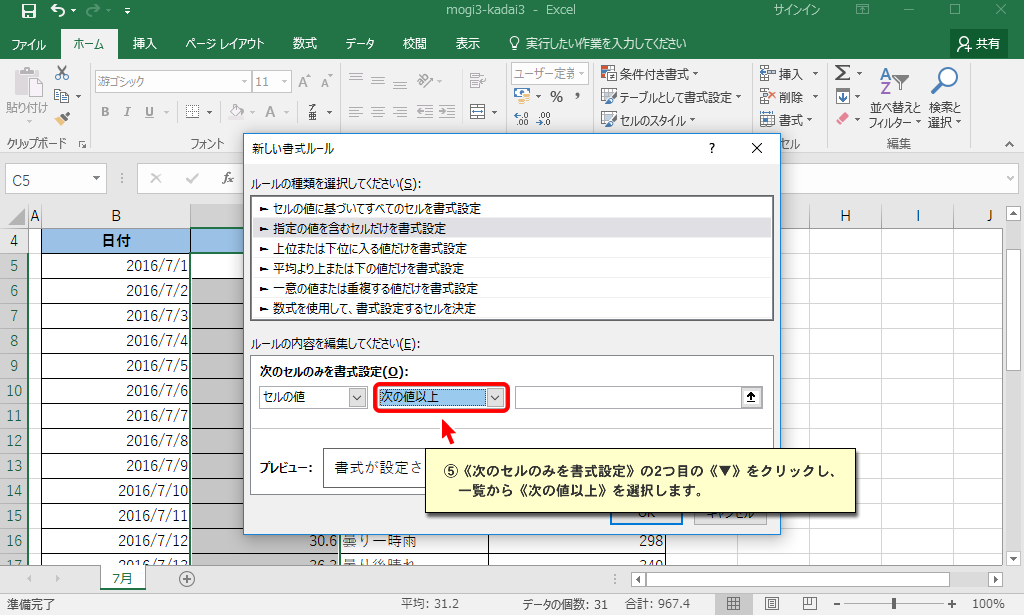 mogi3-kadai3 - Excel
サインイン
ファイル ホーム 挿入 ページ レイアウト 数式 データ 校閲 表示 実行したい作業を入力してください 共有
貼り付け
クリップボード
游ゴシック 11
B I U A
フォント
ユーザー定義
% ,
条件付き書式
テーブルとして書式設定
セルのスタイル
挿入
削除
書式
セル
Σ
並べ替えと
フィルター
検索と
選択
編集
C5 fx
新しい書式ルール ?
ルールの種類を選択してください(S):
► セルの値に基づいてすべてのセルを書式設定
► 指定の値を含むセルだけを書式設定
► 上位または下位に入る値だけを書式設定
► 平均より上または下の値だけを書式設定
► 一意の値または重複する値だけを書式設定
► 数式を使用して、書式設定するセルを決定
ルールの内容を編集してください(E):
次のセルのみを書式設定(O):
セルの値 次の値以上
プレビュー: 書式が設定さ
⑤《次のセルのみを書式設定》の2つ目の《▼》をクリックし、
一覧から《次の値以上》を選択します。
OK キャンセル
A B H I J
4 日付
5 2016/7/1
6 2016/7/2
7 2016/7/3
8 2016/7/4
9 2016/7/5
10 2016/7/6
11 2016/7/7
12 2016/7/8
13 2016/7/9
14 2016/7/10
15 2016/7/11
16 2016/7/12 30.6 曇り一時雨 298
17 2016/7/13 26.3 曇り後晴れ 340
7月
準備完了 平均: 31.2 データの個数: 31 合計: 967.4 100%